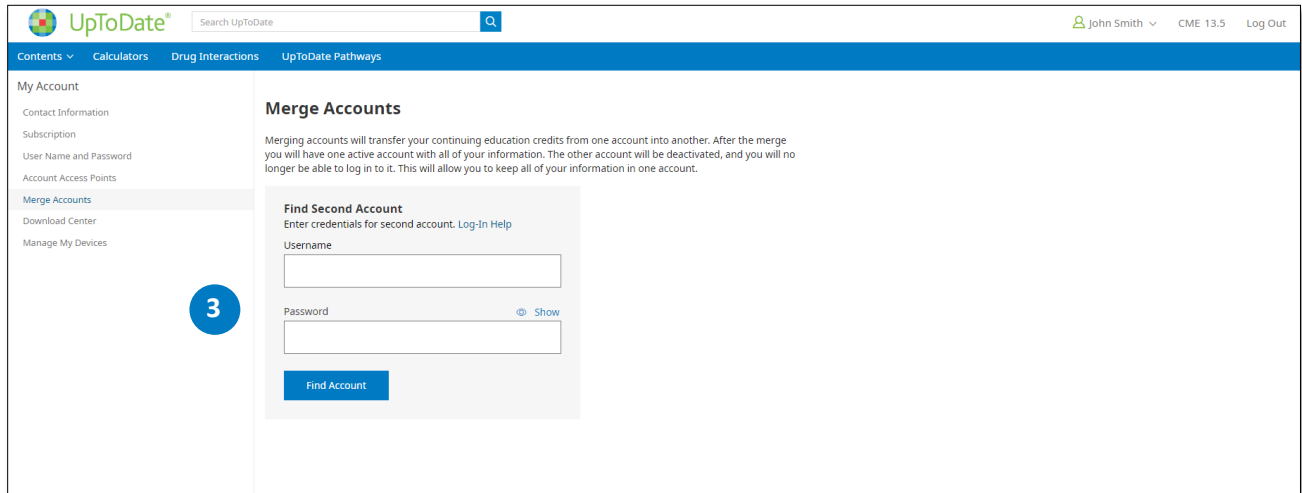 UpToDate®
Search UpToDate
John Smith
CME 13.5
Log Out
Contents
Calculators
Drug Interactions
UpToDate Pathways
My Account
Contact Information
Subscription
User Name and Password
Account Access Points
Merge Accounts
Download Center
Manage My Devices
Merge Accounts
Merging accounts will transfer your continuing education credits from one account into another. After the merge
you will have one active account with all of your information. The other account will be deactivated, and you will no
longer be able to log in to it. This will allow you to keep all of your information in one account.
Find Second Account
Enter credentials for second account. Log-In Help
Username
3
Password
Show
Find Account